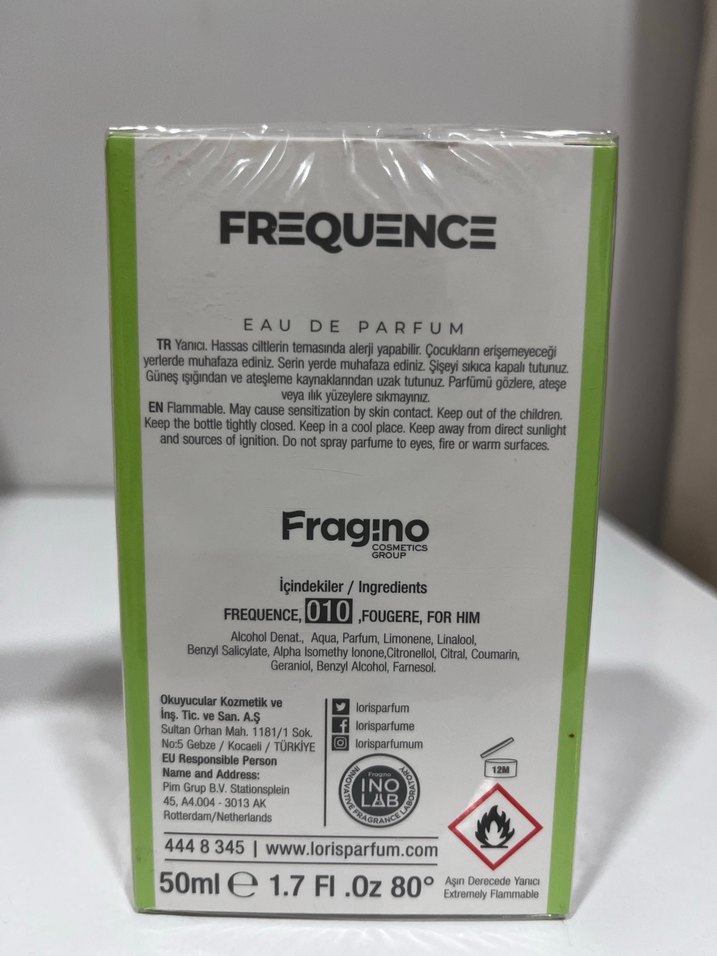 FREQUENCE
EAU DE PARFUM
TR Yanıcı. Hassas ciltlerin temasında alerji yapabilir. Çocukların erişemeyeceği
yerlerde muhafaza ediniz. Serin yerde muhafaza ediniz. Şişeyi sıkıca kapalı tutunuz.
Güneş ışığından ve ateşleme kaynaklarından uzak tutunuz. Parfümü gözlere, ateşe
veya ılık yüzeylere sıkmayınız.
EN Flammable. May cause sensitization by skin contact. Keep out of the children.
Keep the bottle tightly closed. Keep in a cool place. Keep away from direct sunlight
and sources of ignition. Do not spray parfume to eyes, fire or warm surfaces.
Fragino
COSMETICS
GROUP
İçindekiler / Ingredients
FREQUENCE, 010 ,FOUGERE, FOR HIM
Alcohol Denat., Aqua, Parfum, Limonene, Linalool,
Benzyl Salicylate, Alpha Isomethy Ionone,Citronellol, Citral, Coumarin,
Geraniol, Benzyl Alcohol, Farnesol.
Okuyucular Kozmetik ve
İnş. Tic. ve San. A.Ş
Sultan Orhan Mah. 1181/1 Sok.
No:5 Gebze / Kocaeli / TÜRKİYE
EU Responsible Person
Name and Address:
Pim Grup B.V. Stationsplein
45, A4.004 - 3013 AK
Rotterdam/Netherlands
lorisparfum
lorisparfume
lorisparfumum
Fragino
INO
LAB
INNOVATIVE FRAGRANCE LABORATORY
12M
444 8 345 | www.lorisparfum.com
50ml ℮ 1.7 Fl .Oz 80°
Aşırı Derecede Yanıcı
Extremely Flammable